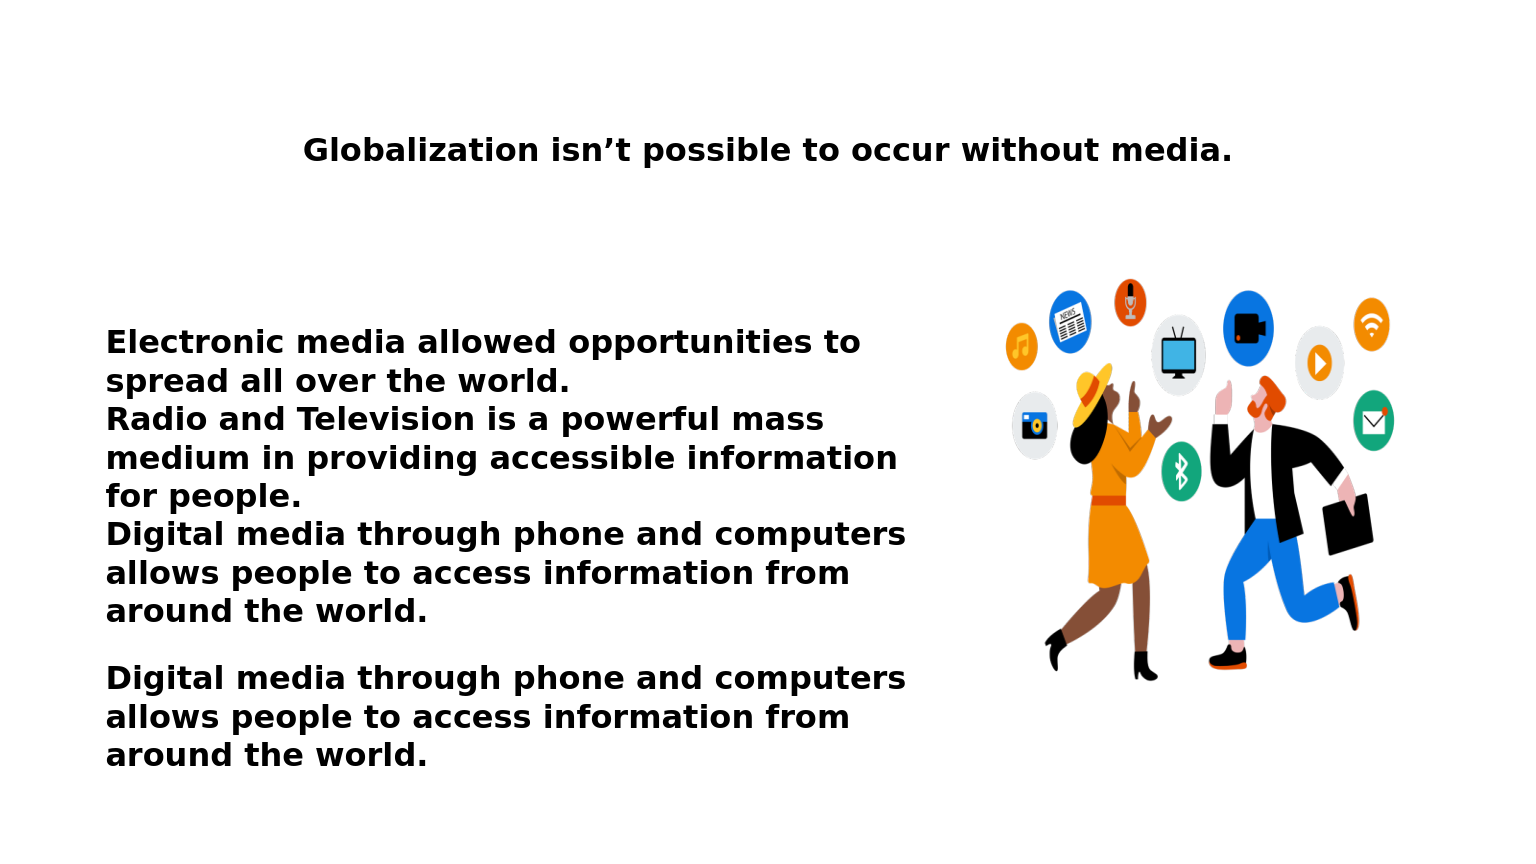 Globalization isn’t possible to occur without media.
Electronic media allowed opportunities to
spread all over the world.
Radio and Television is a powerful mass
medium in providing accessible information
for people.
Digital media through phone and computers
allows people to access information from
around the world.
Digital media through phone and computers
allows people to access information from
around the world.
NEWS